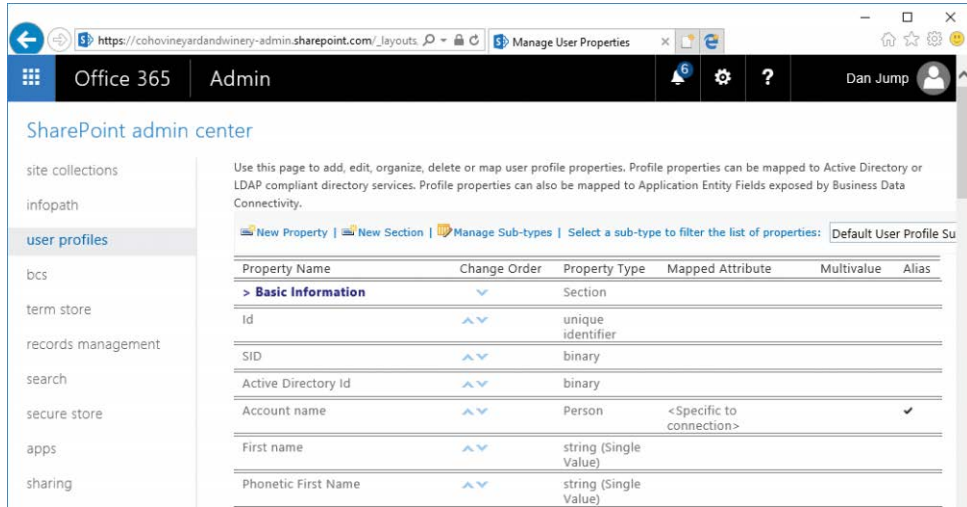 https://cohovineyardandwinery-admin.sharepoint.com/_layouts
Manage User Properties
Office 365
Admin
6
?
Dan Jump
SharePoint admin center
site collections
infopath
user profiles
bcs
term store
records management
search
secure store
apps
sharing
Use this page to add, edit, organize, delete or map user profile properties. Profile properties can be mapped to Active Directory or
LDAP compliant directory services. Profile properties can also be mapped to Application Entity Fields exposed by Business Data
Connectivity.
New Property | New Section | Manage Sub-types | Select a sub-type to filter the list of properties: Default User Profile Su
Property Name Change Order Property Type Mapped Attribute Multivalue Alias
> Basic Information Section
Id unique
identifier
SID binary
Active Directory Id binary
Account name Person <Specific to
connection>
First name string (Single
Value)
Phonetic First Name string (Single
Value)